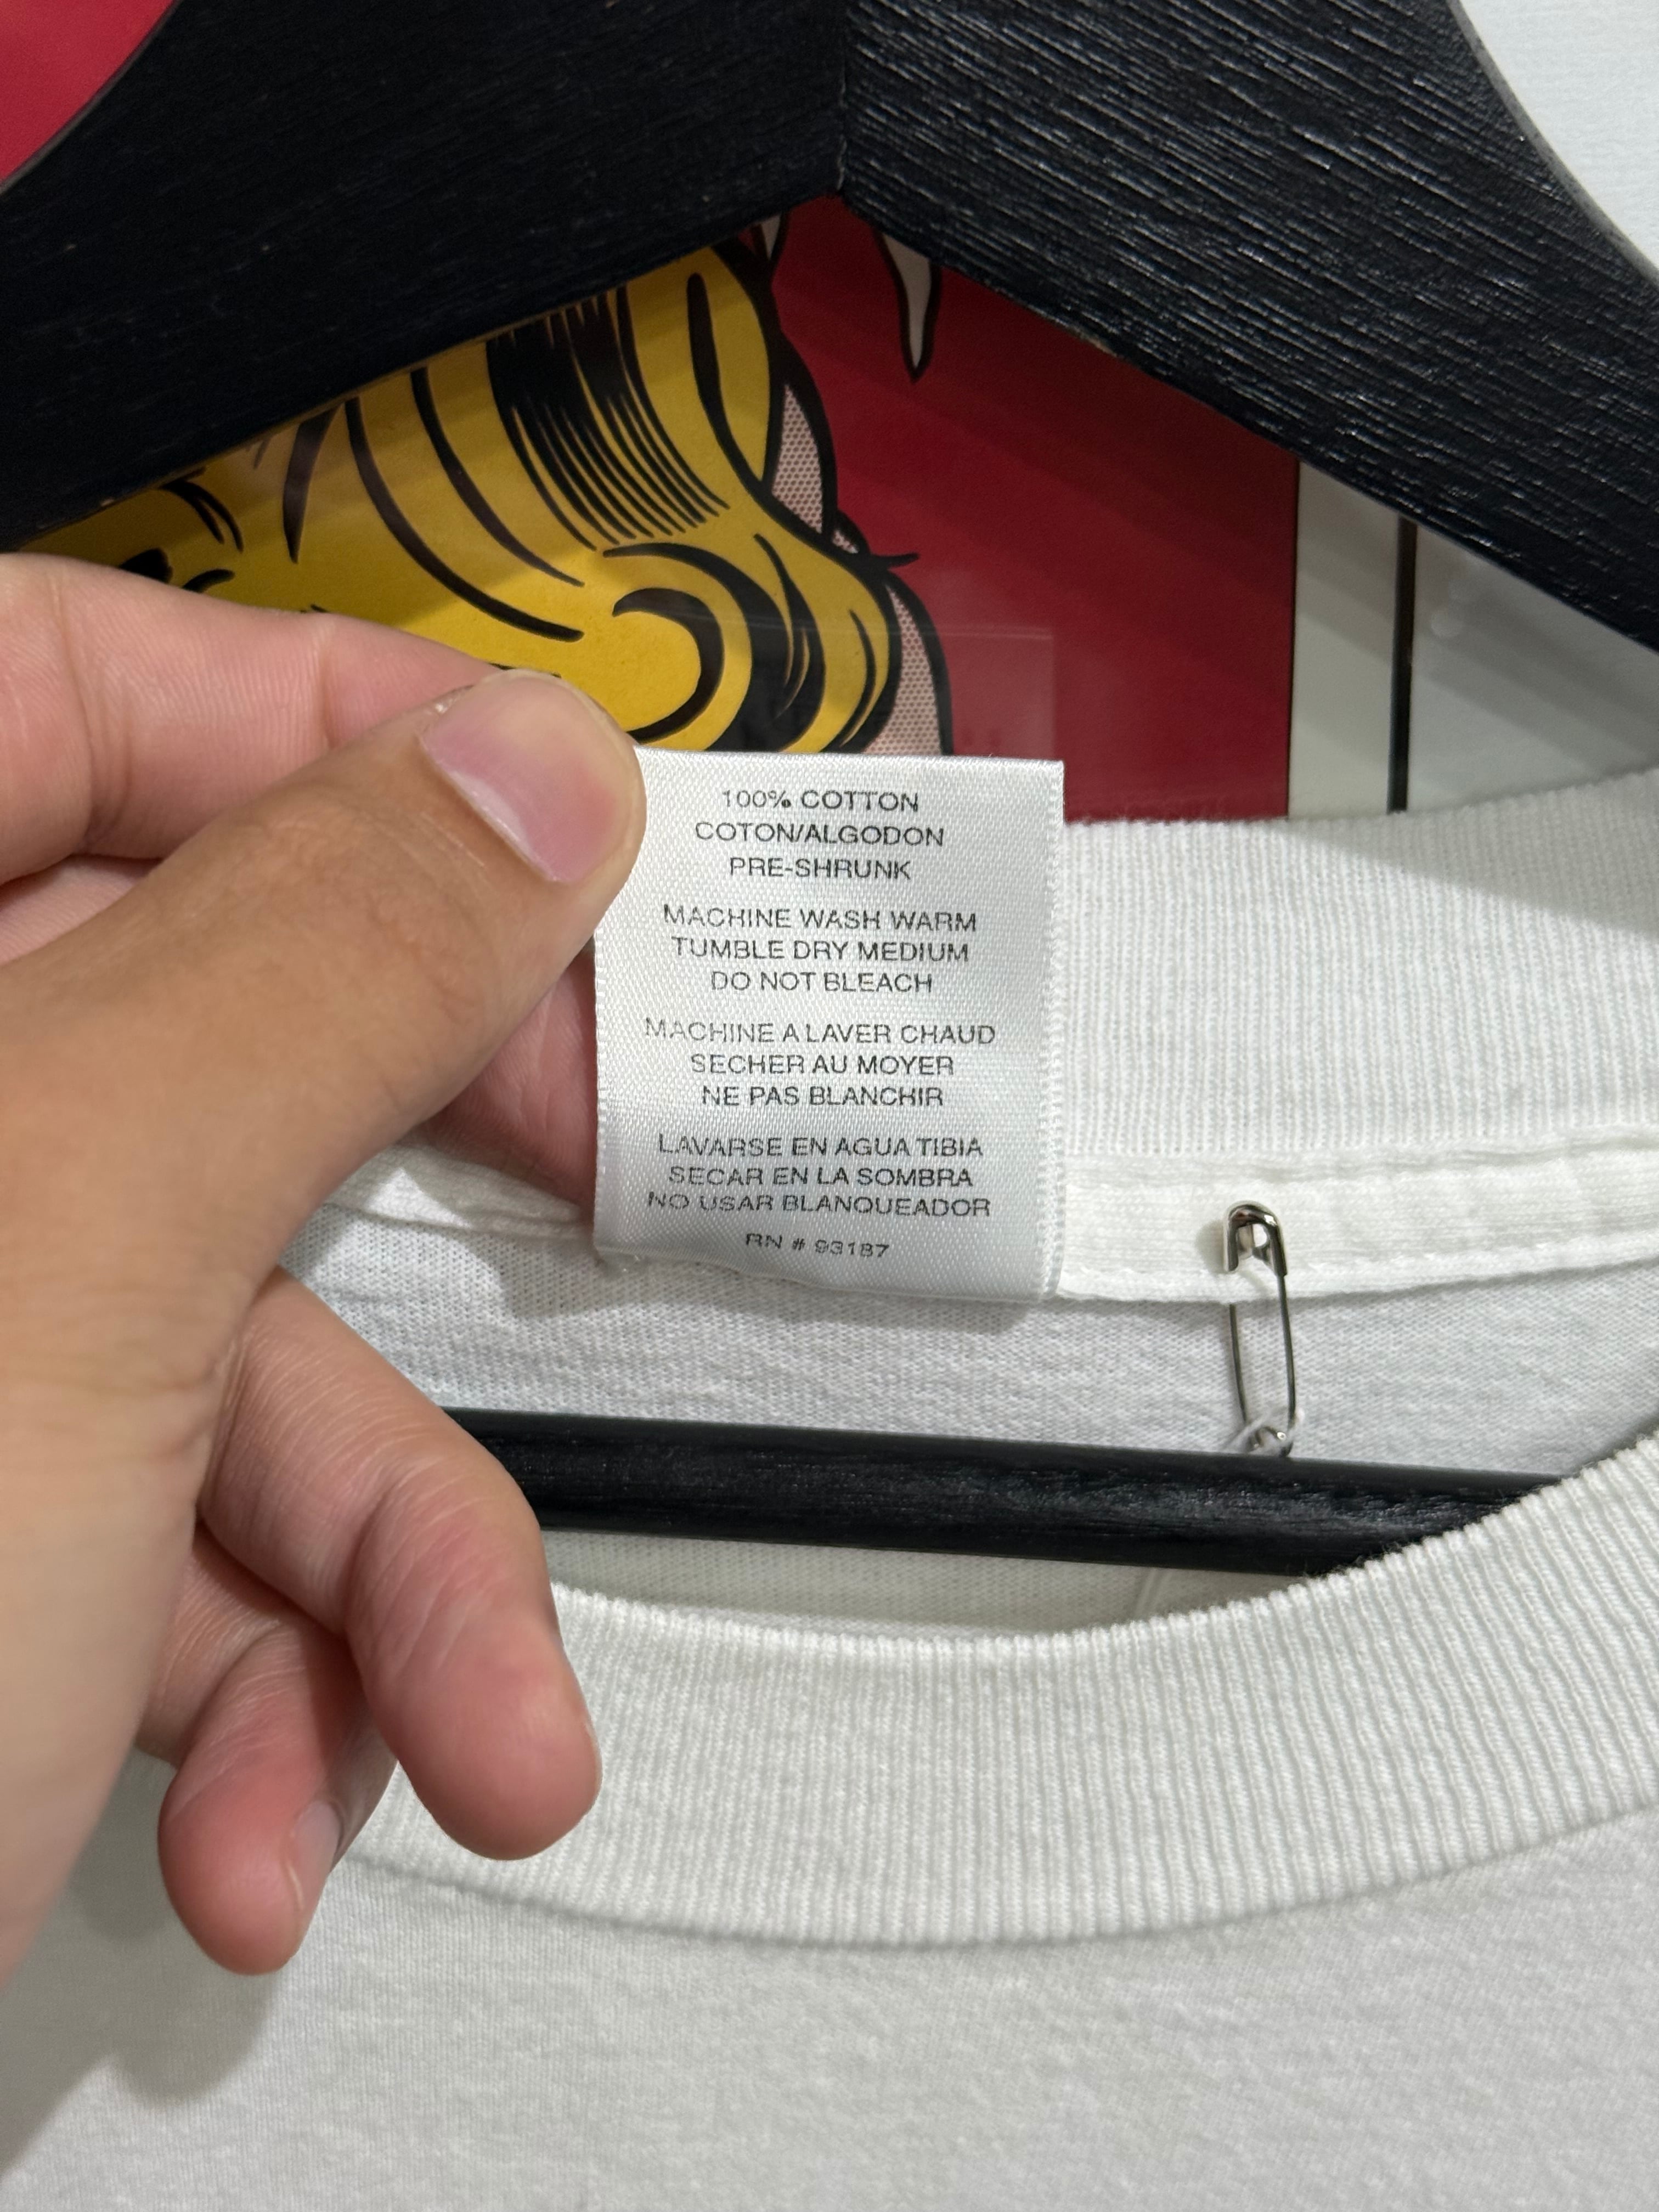 100% COTTON
COTON/ALGODON
PRE-SHRUNK
MACHINE WASH WARM
TUMBLE DRY MEDIUM
DO NOT BLEACH
MACHINE A LAVER CHAUD
SECHER AU MOYER
NE PAS BLANCHIR
LAVARSE EN AGUA TIBIA
SECAR EN LA SOMBRA
NO USAR BLANQUEADOR
RN # 93187